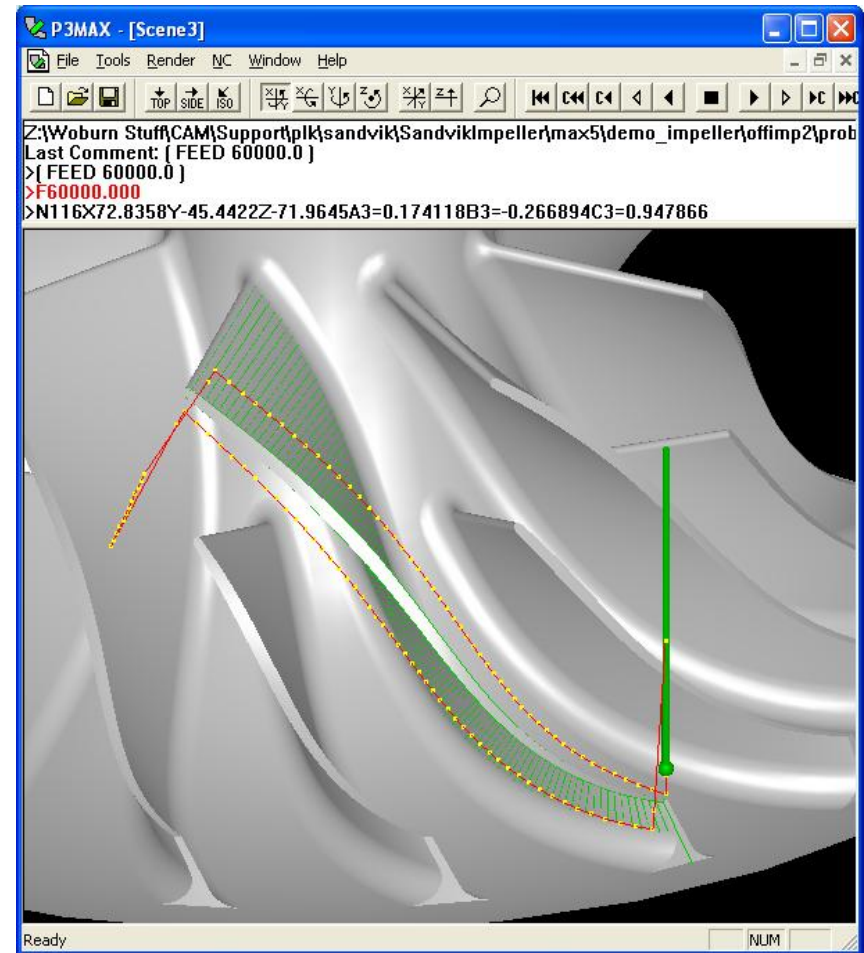 P3MAX - [Scene3]
File Tools Render NC Window Help
TOP SIDE ISO
Z:\Woburn Stuff\CAM\Support\plk\sandvik\SandvikImpeller\max5\demo_impeller\offimp2\prob
Last Comment: ( FEED 60000.0 )
>( FEED 60000.0 )
>F60000.000
>N116X72.8358Y-45.4422Z-71.9645A3=0.174118B3=-0.266894C3=0.947866
Ready NUM